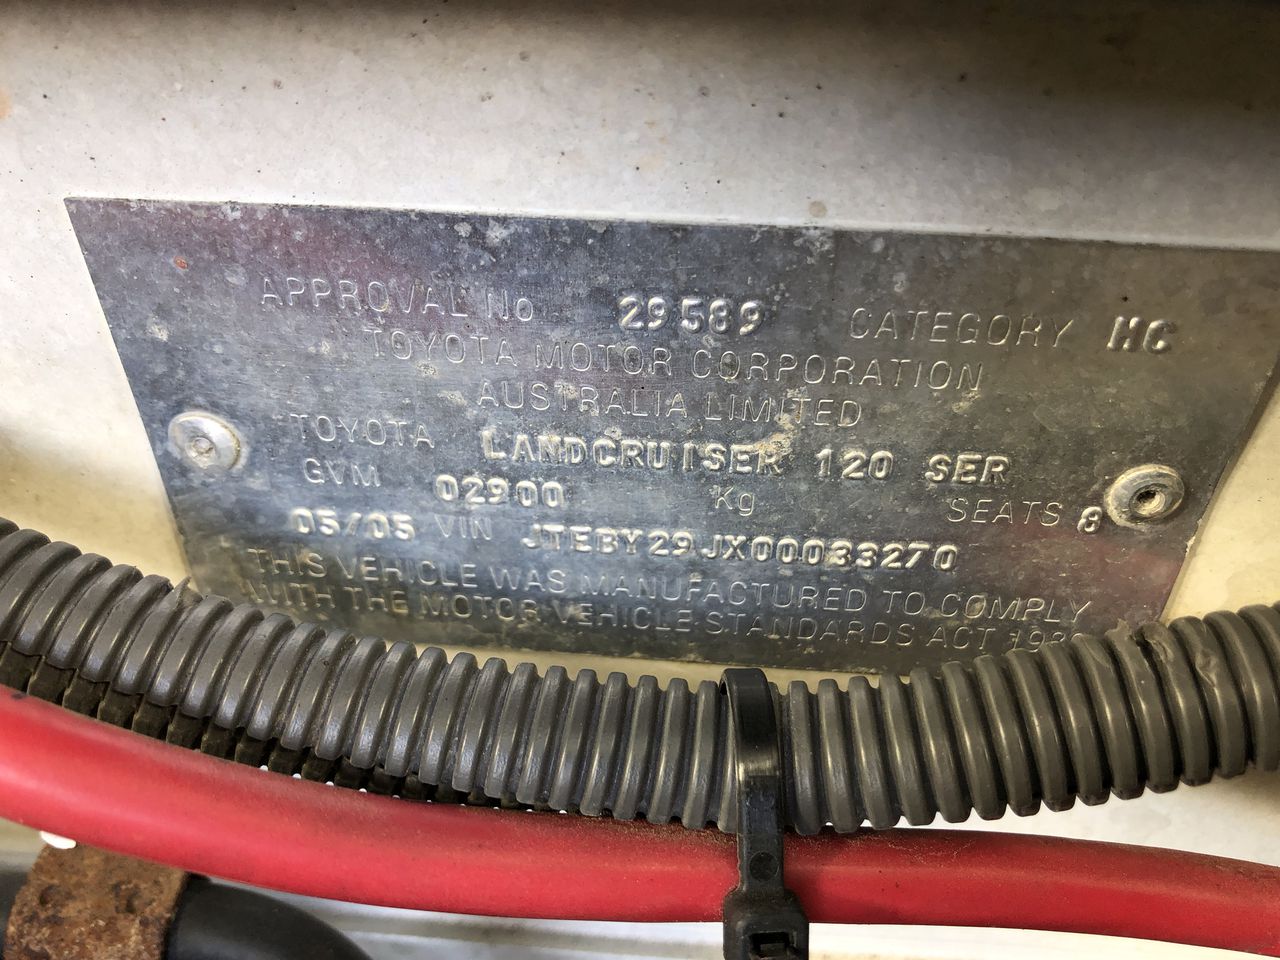 APPROVAL No 29589 CATEGORY MC
TOYOTA MOTOR CORPORATION
AUSTRALIA LIMITED
TOYOTA LANDCRUISER 120 SER
GVM 02900 Kg SEATS 8
05/05 VIN JTEBY29JX00033270
THIS VEHICLE WAS MANUFACTURED TO COMPLY
WITH THE MOTOR VEHICLE STANDARDS ACT